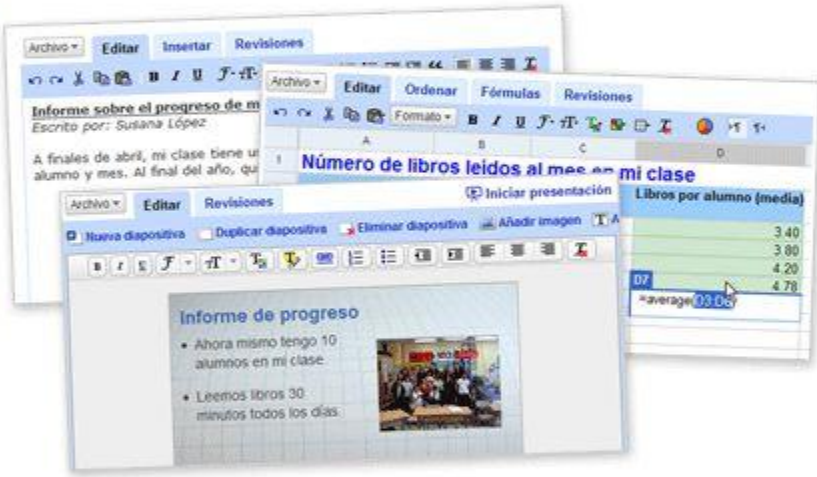 Archivo Editar Insertar Revisiones
B I U
Informe sobre el progreso de m
Escrito por: Susana López
A finales de abril, mi clase tiene
alumno y mes. Al final del año,
Archivo Editar Ordenar Fórmulas Revisiones
Formato B I U
A B C D
1 Número de libros leídos al mes en mi clase
Libros por alumno (media)
3.40
3.80
4.20
4.78
D7
=average(D3:D6)
Archivo Editar Revisiones Iniciar presentación
Nueva diapositiva Duplicar diapositiva Eliminar diapositiva Añadir imagen
B I U
Informe de progreso
• Ahora mismo tengo 10
alumnos en mi clase
• Leemos libros 30
minutos todos los días